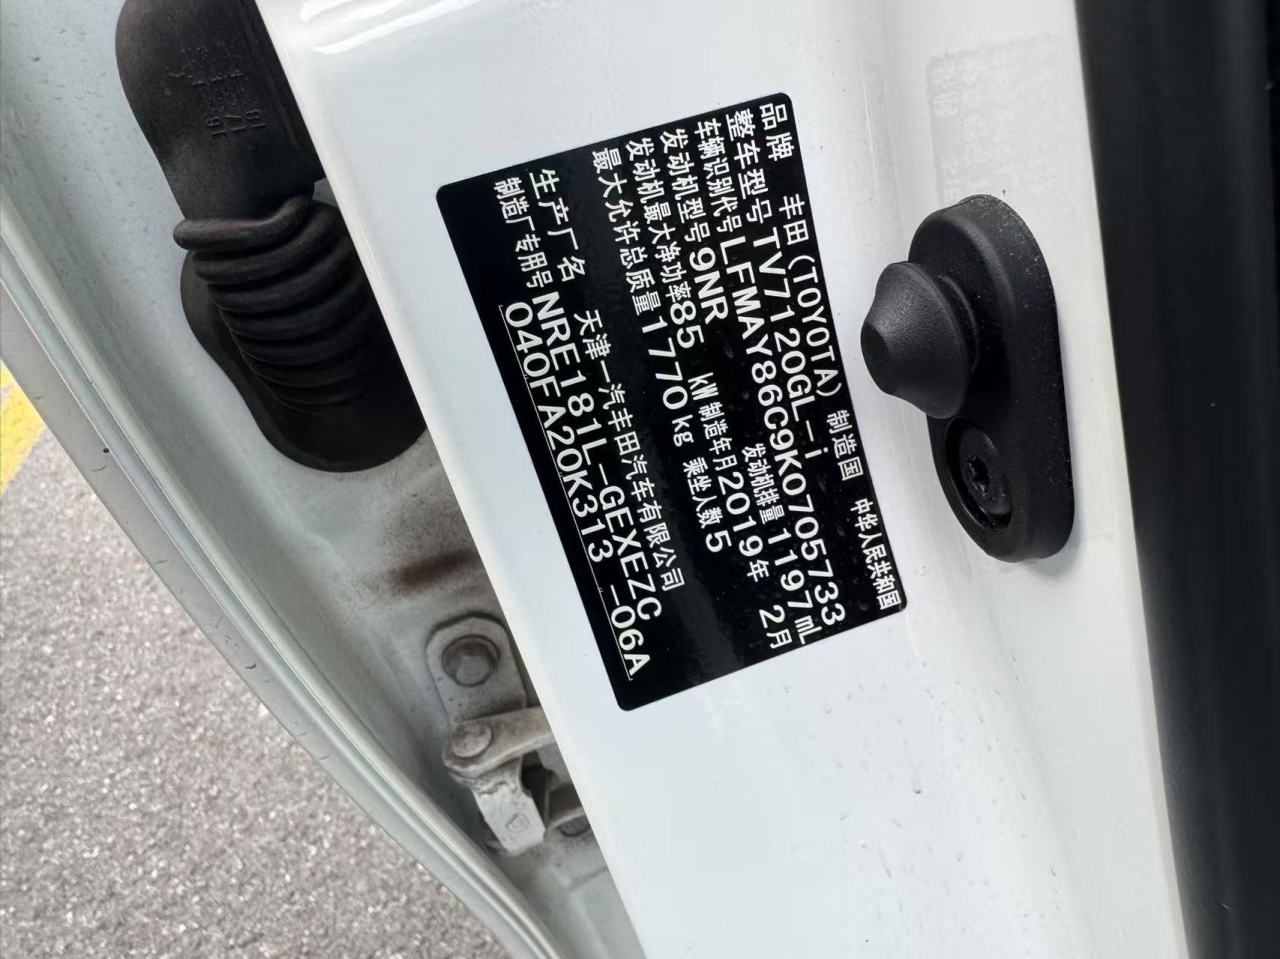 品牌 丰田(TOYOTA) 制造国 中华人民共和国
整车型号 TV7120GL-i
车辆识别代号 LFMAY86C9K0705733
发动机型号 9NR 发动机排量 1197mL
发动机最大净功率 85 kW 制造年月 2019年 2月
最大允许总质量 1770kg 乘坐人数 5
生产厂名 天津一汽丰田汽车有限公司
制造厂专用号 NRE181L-GEXEZC
040FA20K313 -06A